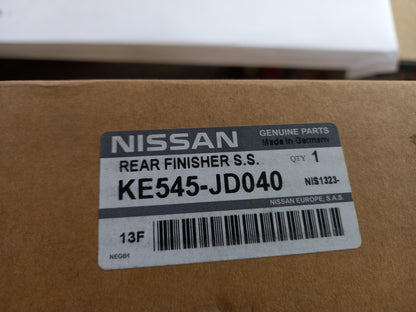 NISSAN GENUINE PARTS
Made in Germany
REAR FINISHER S.S. QTY 1
KE545-JD040 NIS1323-
NISSAN EUROPE, S.A.S.
13F
NEGB1